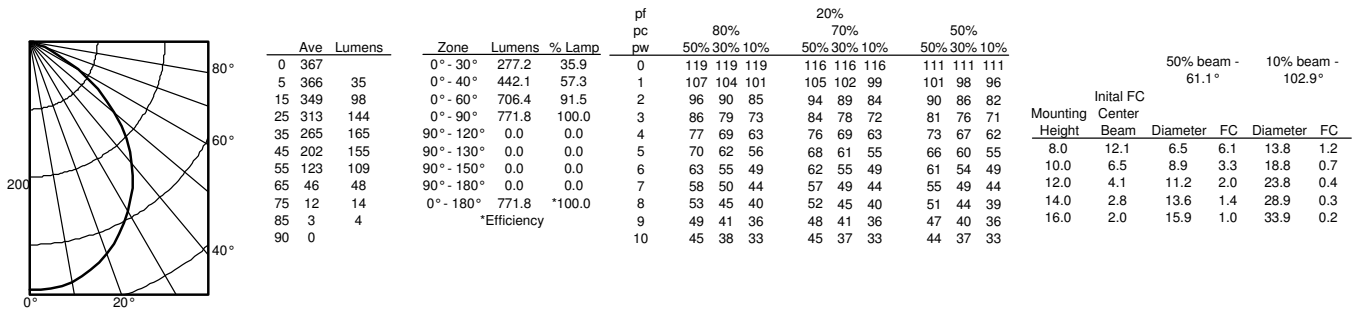 80°
60°
200
40°
0° 20°
Ave Lumens
0 367
5 366 35
15 349 98
25 313 144
35 265 165
45 202 155
55 123 109
65 46 48
75 12 14
85 3 4
90 0
Zone Lumens % Lamp
0°- 30° 277.2 35.9
0°- 40° 442.1 57.3
0°- 60° 706.4 91.5
0°- 90° 771.8 100.0
90°- 120° 0.0 0.0
90°- 130° 0.0 0.0
90°- 150° 0.0 0.0
90°- 180° 0.0 0.0
0°- 180° 771.8 *100.0
*Efficiency
pf 20%
pc 80% 70% 50%
pw 50% 30% 10% 50% 30% 10% 50% 30% 10%
0 119 119 119 116 116 116 111 111 111
1 107 104 101 105 102 99 101 98 96
2 96 90 85 94 89 84 90 86 82
3 86 79 73 84 78 72 81 76 71
4 77 69 63 76 69 63 73 67 62
5 70 62 56 68 61 55 66 60 55
6 63 55 49 62 55 49 61 54 49
7 58 50 44 57 49 44 55 49 44
8 53 45 40 52 45 40 51 44 39
9 49 41 36 48 41 36 47 40 36
10 45 38 33 45 37 33 44 37 33
50% beam - 10% beam -
61.1° 102.9°
Inital FC
Mounting Center
Height Beam Diameter FC Diameter FC
8.0 12.1 6.5 6.1 13.8 1.2
10.0 6.5 8.9 3.3 18.8 0.7
12.0 4.1 11.2 2.0 23.8 0.4
14.0 2.8 13.6 1.4 28.9 0.3
16.0 2.0 15.9 1.0 33.9 0.2